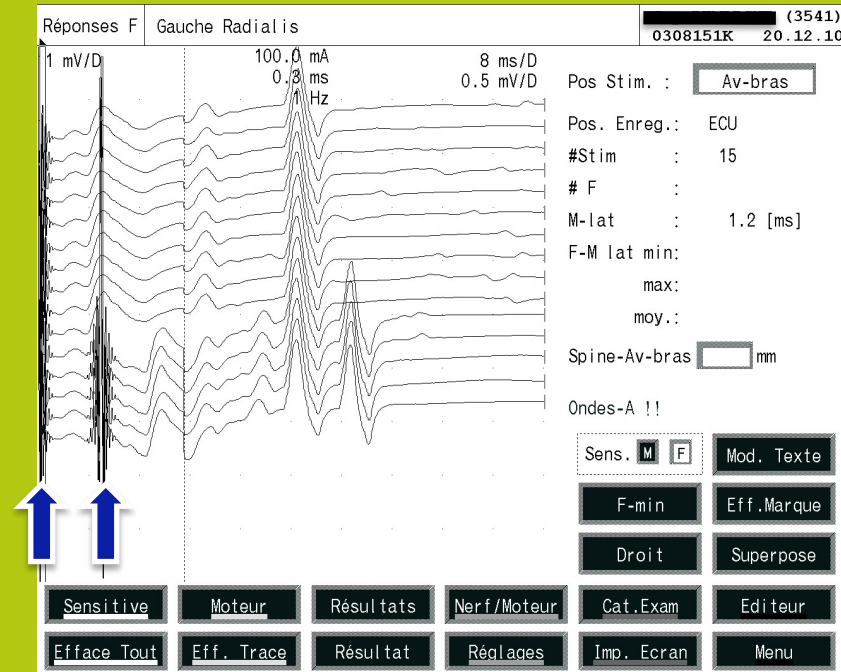 Réponses F Gauche Radialis (3541)
0308151K 20.12.10
1 mV/D 100.0 mA 8 ms/D
0.3 ms 0.5 mV/D
1 Hz
Pos Stim. : Av-bras
Pos. Enreg.: ECU
#Stim : 15
# F :
M-lat : 1.2 [ms]
F-M lat min:
max:
moy.:
Spine-Av-bras mm
Ondes-A !!
Sens. M F Mod. Texte
F-min Eff.Marque
Droit Superpose
Sensitive Moteur Résultats Nerf/Moteur Cat.Exam Editeur
Efface Tout Eff. Trace Résultat Réglages Imp. Ecran Menu